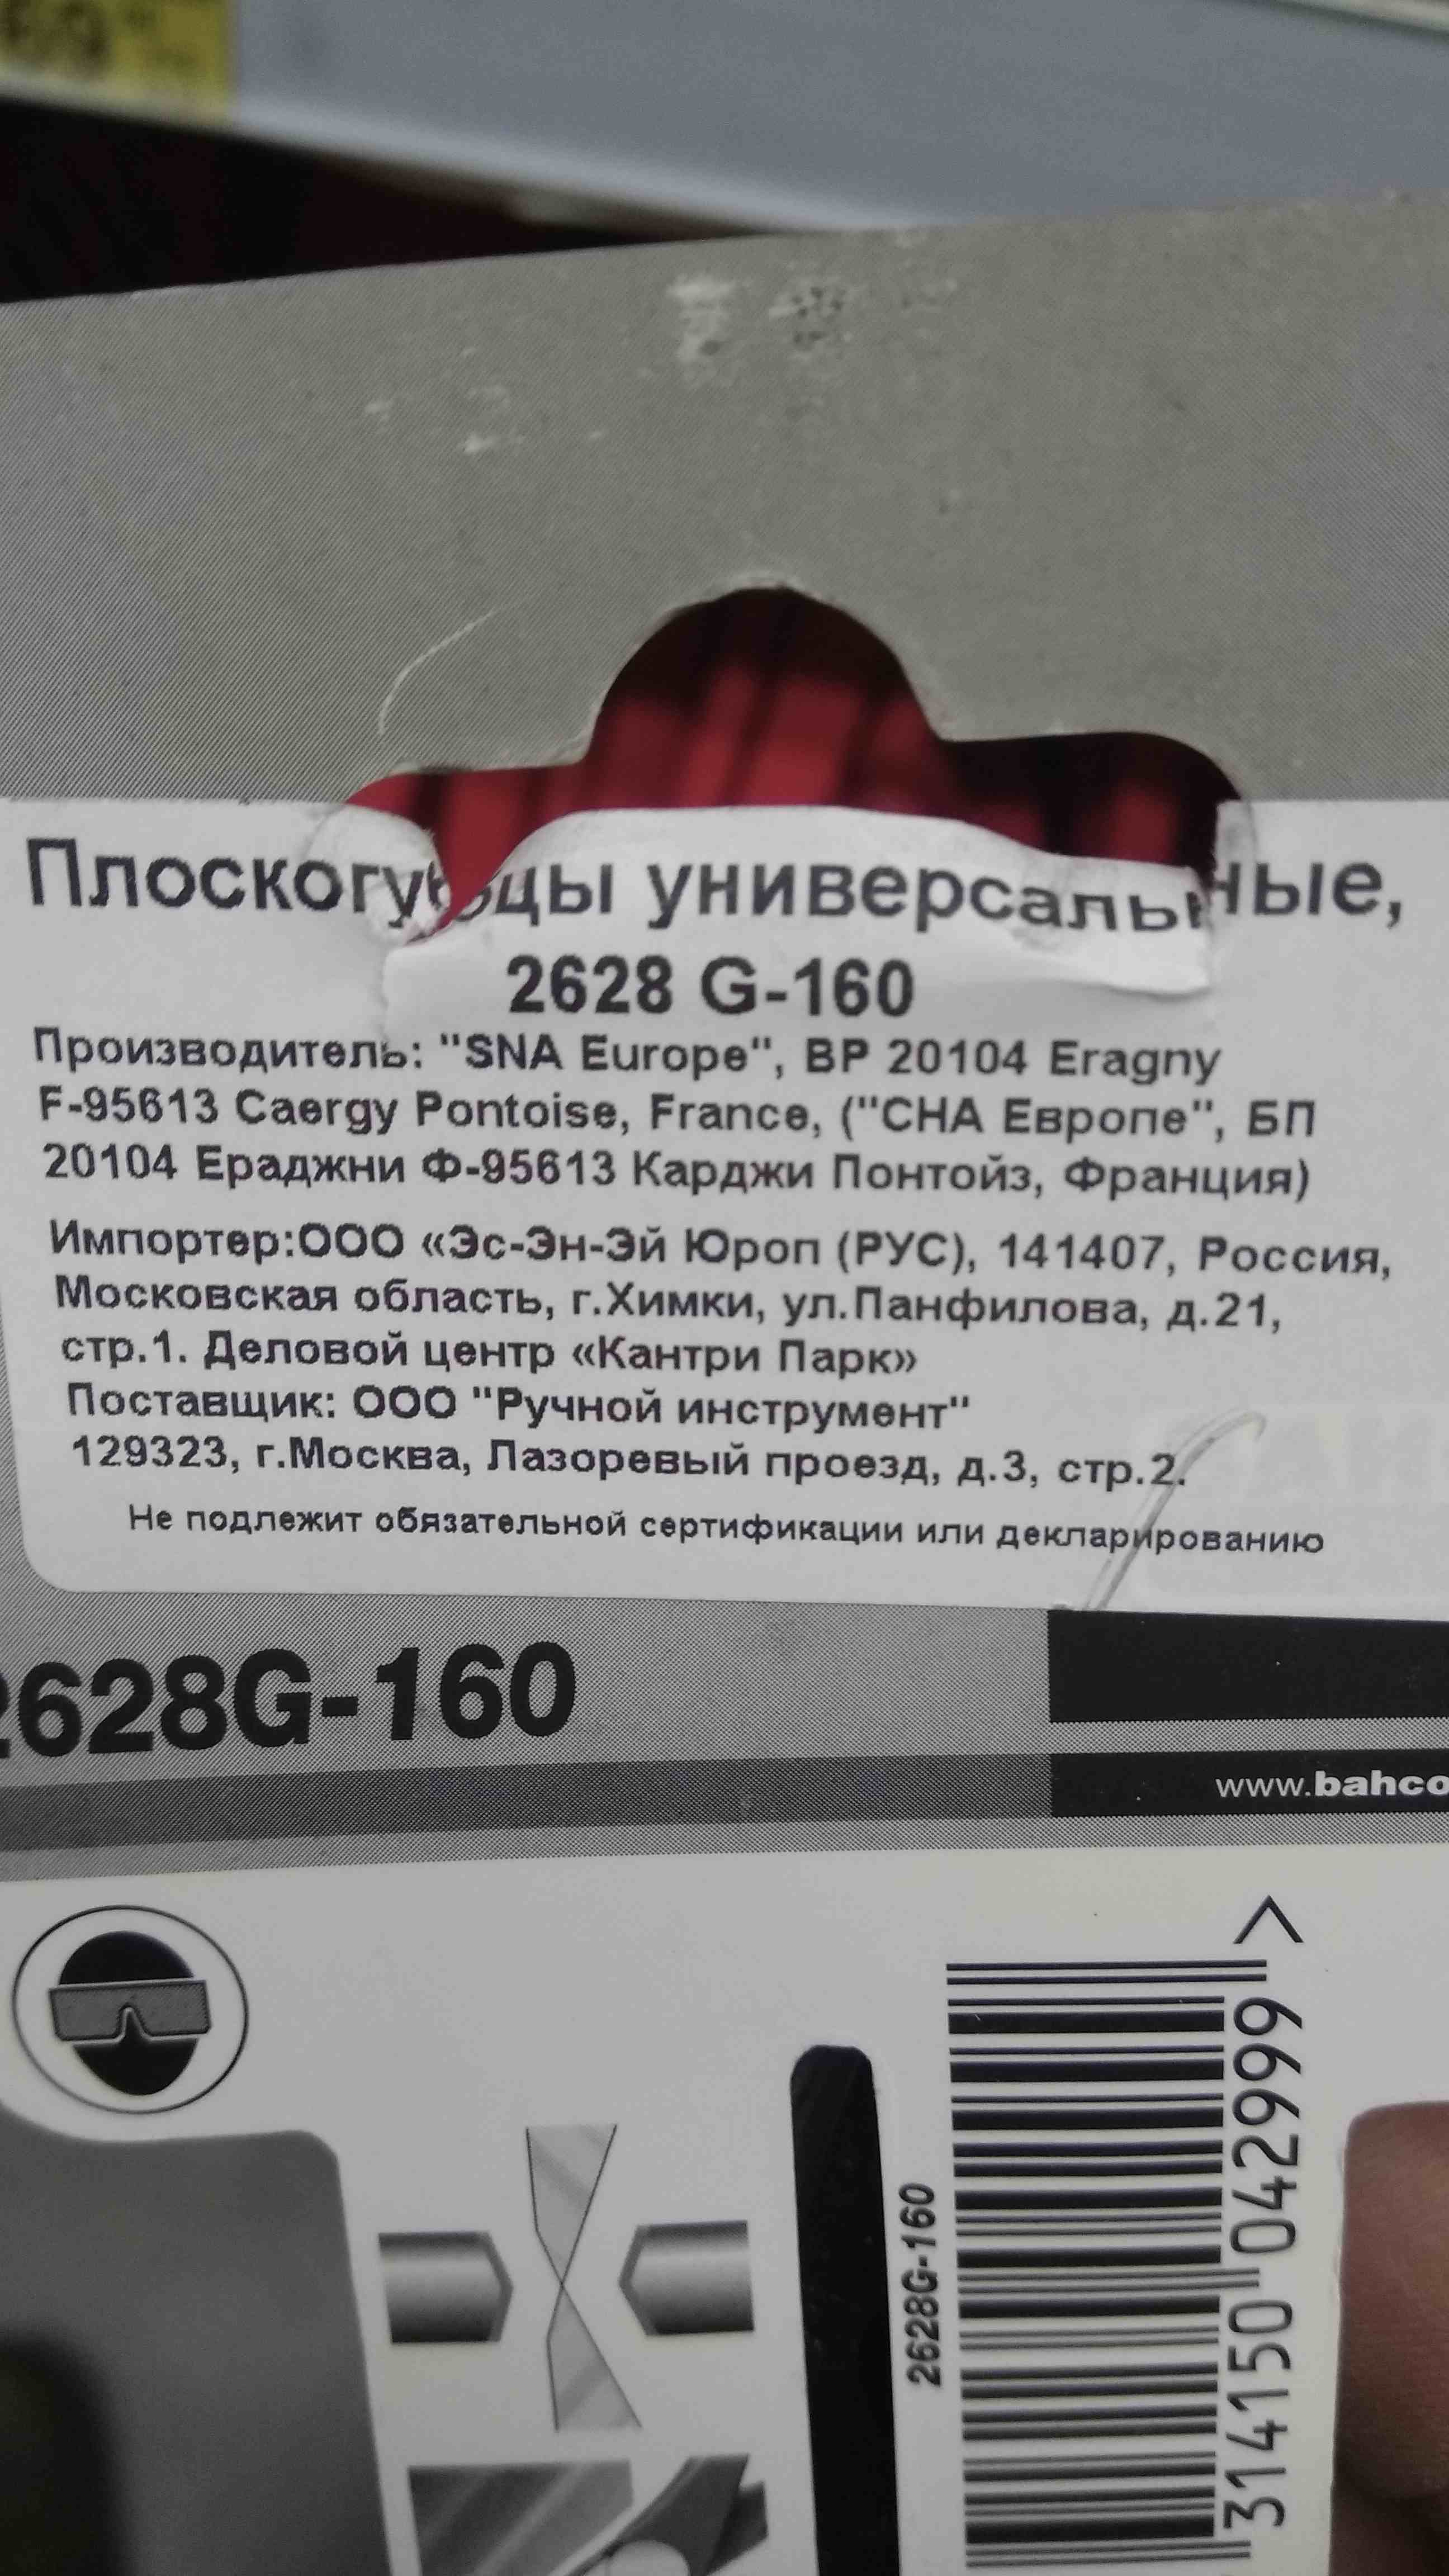 Плоскогубцы универсальные,
2628 G-160
Производитель: "SNA Europe", BP 20104 Eragny
F-95613 Caergy Pontoise, France, ("СНА Европе", БП
20104 Ераджни Ф-95613 Карджи Понтойз, Франция)
Импортер:ООО «Эс-Эн-Эй Юроп (РУС), 141407, Россия,
Московская область, г.Химки, ул.Панфилова, д.21,
стр.1. Деловой центр «Кантри Парк»
Поставщик: ООО "Ручной инструмент"
129323, г.Москва, Лазоревый проезд, д.3, стр.2.
Не подлежит обязательной сертификации или декларированию
2628G-160
www.bahco
2628G-160
314150 042999 >